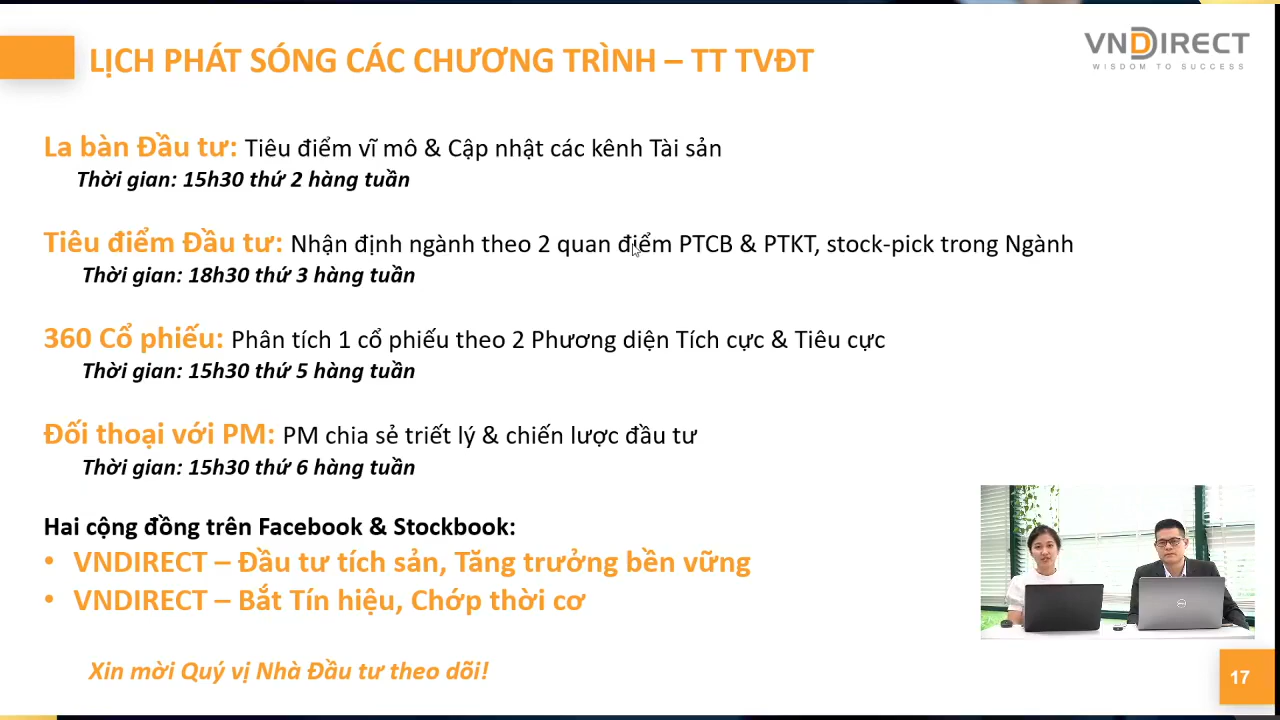 LỊCH PHÁT SÓNG CÁC CHƯƠNG TRÌNH – TT TVĐT
VNDIRECT
WISDOM TO SUCCESS
La bàn Đầu tư: Tiêu điểm vĩ mô & Cập nhật các kênh Tài sản
Thời gian: 15h30 thứ 2 hàng tuần
Tiêu điểm Đầu tư: Nhận định ngành theo 2 quan điểm PTCB & PTKT, stock-pick trong Ngành
Thời gian: 18h30 thứ 3 hàng tuần
360 Cổ phiếu: Phân tích 1 cổ phiếu theo 2 Phương diện Tích cực & Tiêu cực
Thời gian: 15h30 thứ 5 hàng tuần
Đối thoại với PM: PM chia sẻ triết lý & chiến lược đầu tư
Thời gian: 15h30 thứ 6 hàng tuần
Hai cộng đồng trên Facebook & Stockbook:
• VNDIRECT – Đầu tư tích sản, Tăng trưởng bền vững
• VNDIRECT – Bắt Tín hiệu, Chớp thời cơ
Xin mời Quý vị Nhà Đầu tư theo dõi!
DELL
17